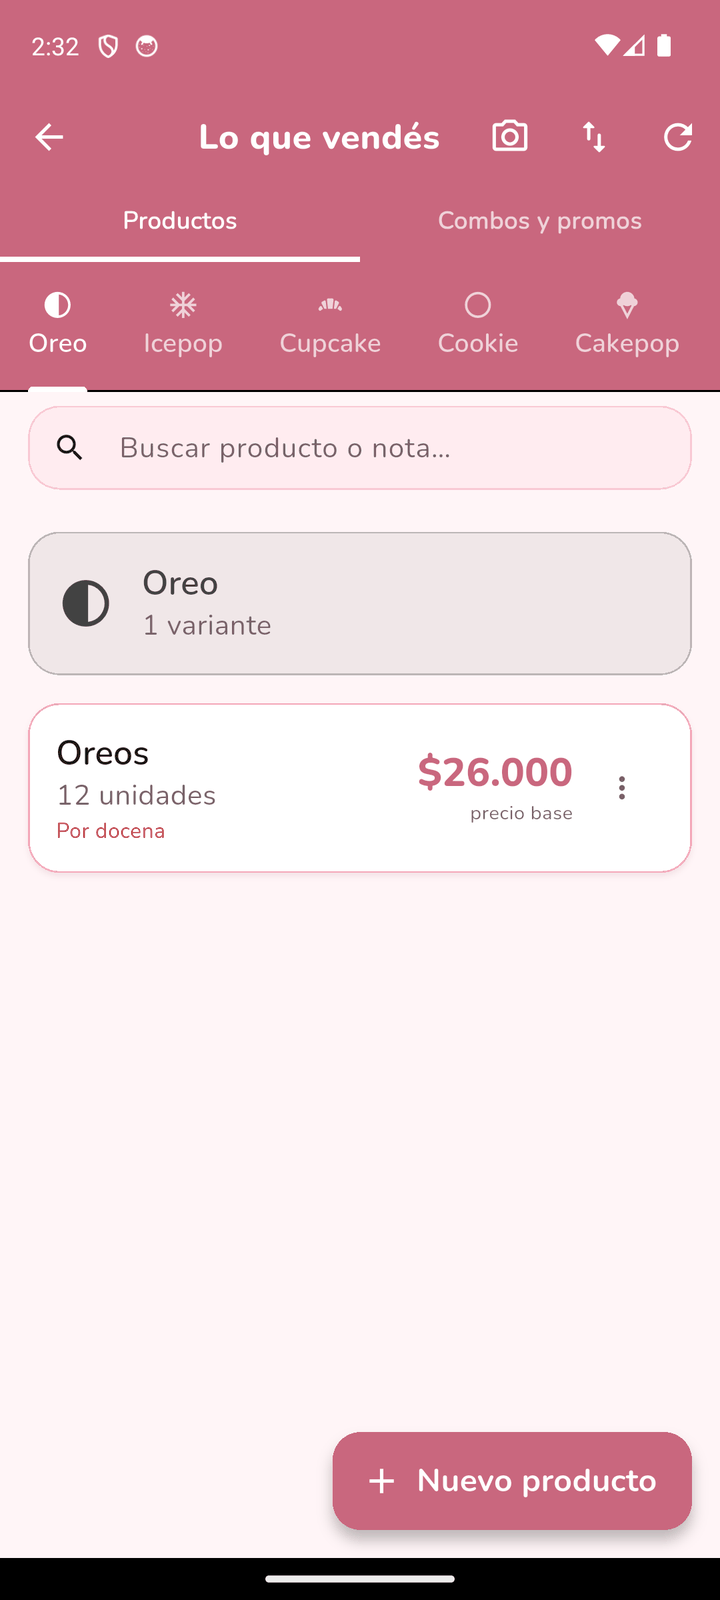 2:32
Lo que vendés
Productos
Combos y promos
Oreo
Icepop
Cupcake
Cookie
Cakepop
Buscar producto o nota...
Oreo
1 variante
Oreos
12 unidades
Por docena
$26.000
precio base
Nuevo producto